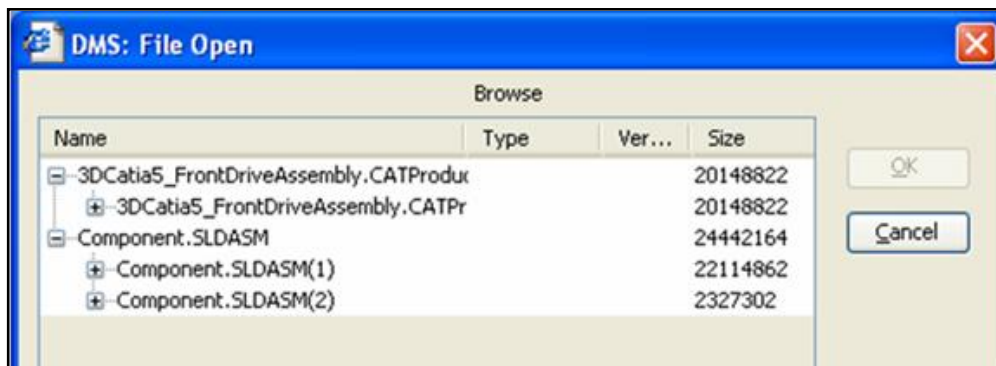 DMS: File Open
Browse
Name Type Ver... Size
3DCatia5_FrontDriveAssembly.CATProduc 20148822
3DCatia5_FrontDriveAssembly.CATPr 20148822
Component.SLDASM 24442164
Component.SLDASM(1) 22114862
Component.SLDASM(2) 2327302
OK
Cancel